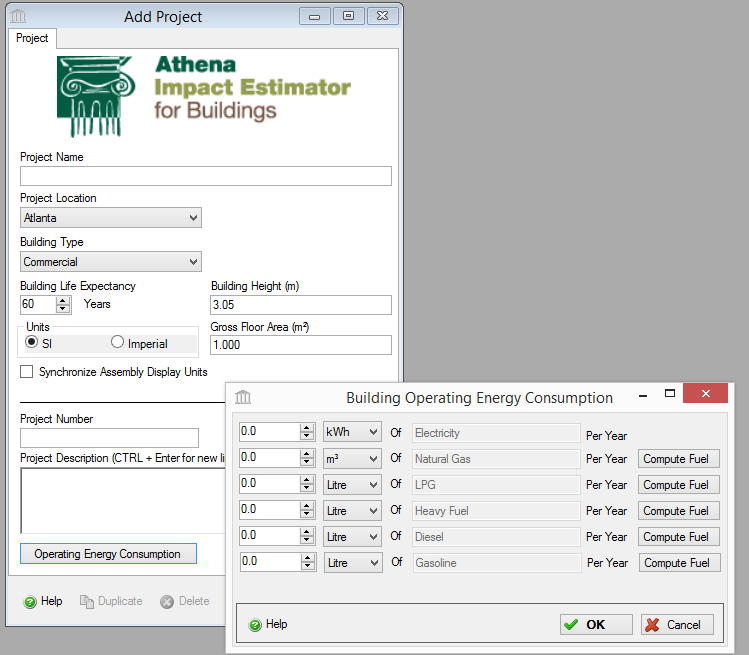 Add Project
Project
Athena
Impact Estimator
for Buildings
Project Name
Project Location
Atlanta
Building Type
Commercial
Building Life Expectancy
60 Years
Building Height (m)
3.05
Units
SI Imperial
Gross Floor Area (m²)
1.000
Synchronize Assembly Display Units
Project Number
Project Description (CTRL + Enter for new li
Operating Energy Consumption
Help Duplicate Delete
Building Operating Energy Consumption
0.0 kWh Of Electricity Per Year
0.0 m³ Of Natural Gas Per Year Compute Fuel
0.0 Litre Of LPG Per Year Compute Fuel
0.0 Litre Of Heavy Fuel Per Year Compute Fuel
0.0 Litre Of Diesel Per Year Compute Fuel
0.0 Litre Of Gasoline Per Year Compute Fuel
Help OK Cancel